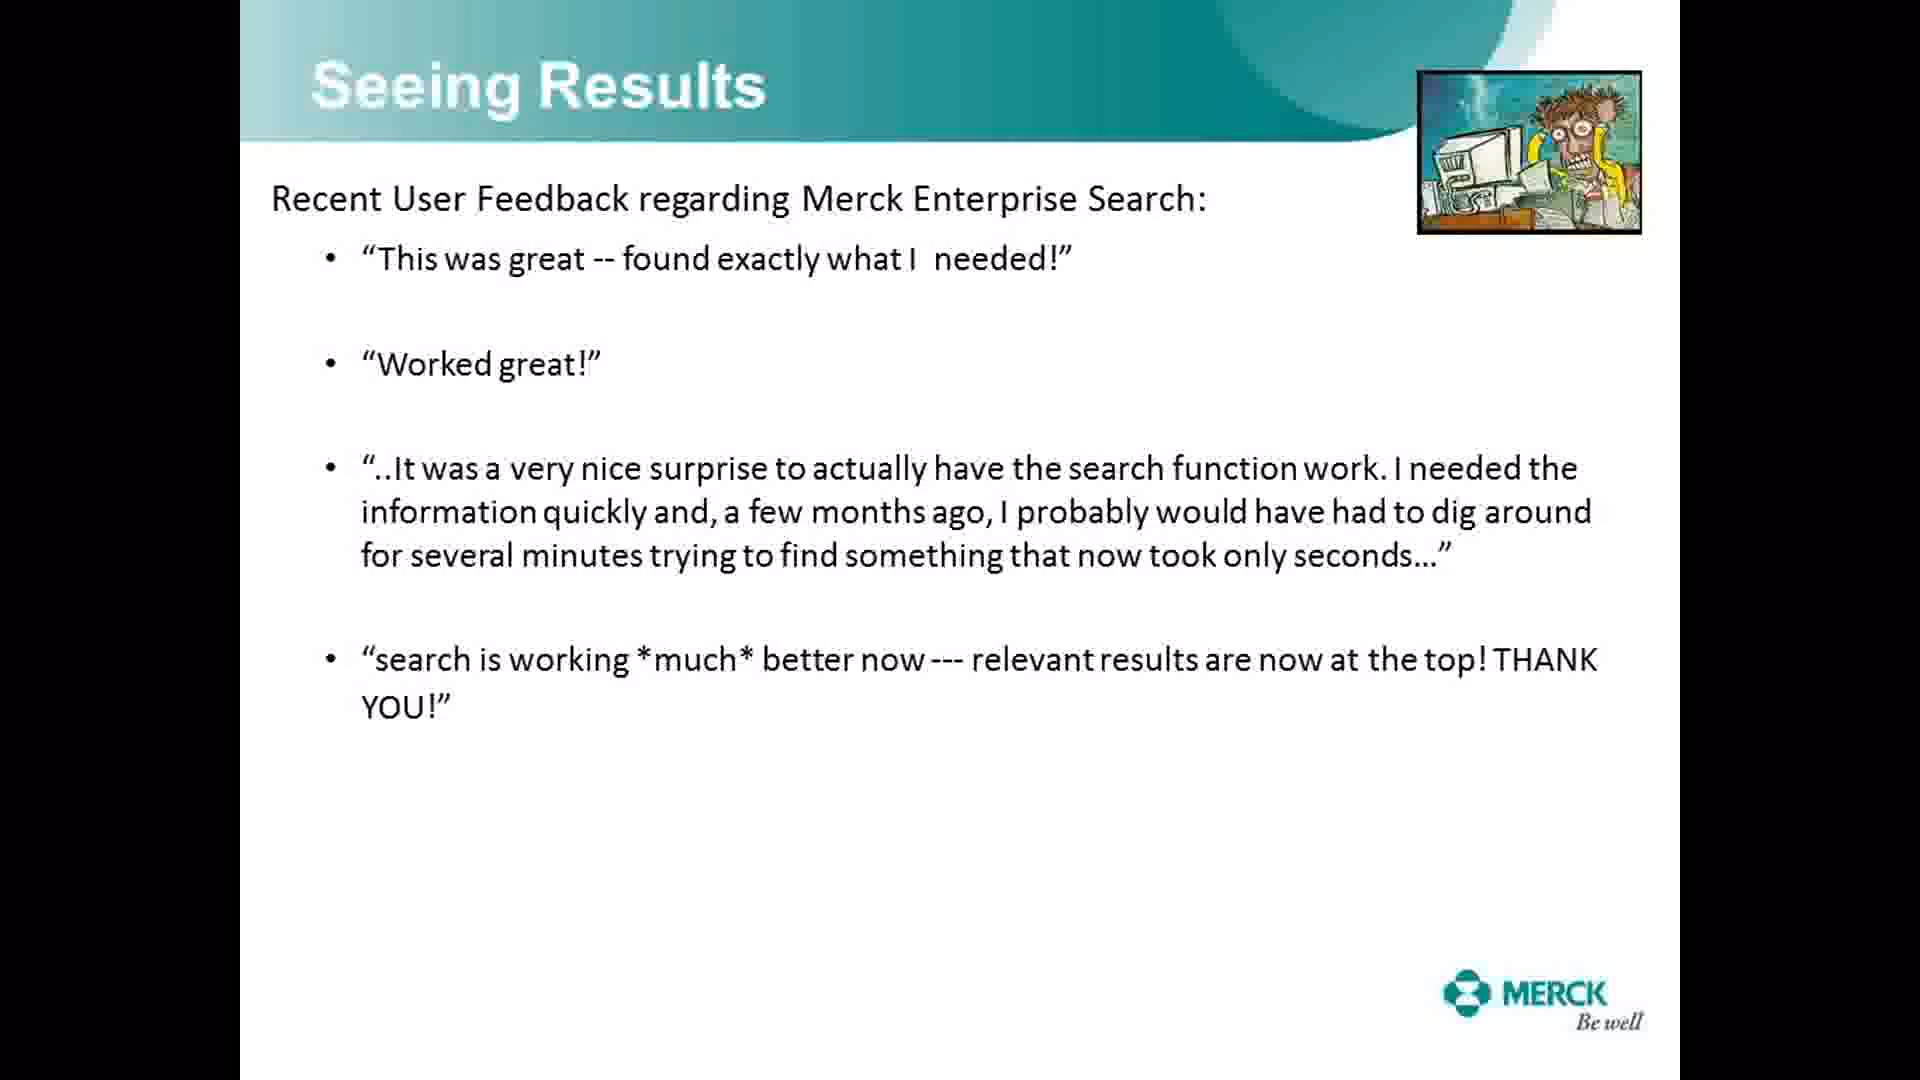 Seeing Results
Recent User Feedback regarding Merck Enterprise Search:
• “This was great -- found exactly what I needed!”
• “Worked great!”
• “..It was a very nice surprise to actually have the search function work. I needed the
information quickly and, a few months ago, I probably would have had to dig around
for several minutes trying to find something that now took only seconds...”
• “search is working *much* better now --- relevant results are now at the top! THANK
YOU!”
MERCK
Be well